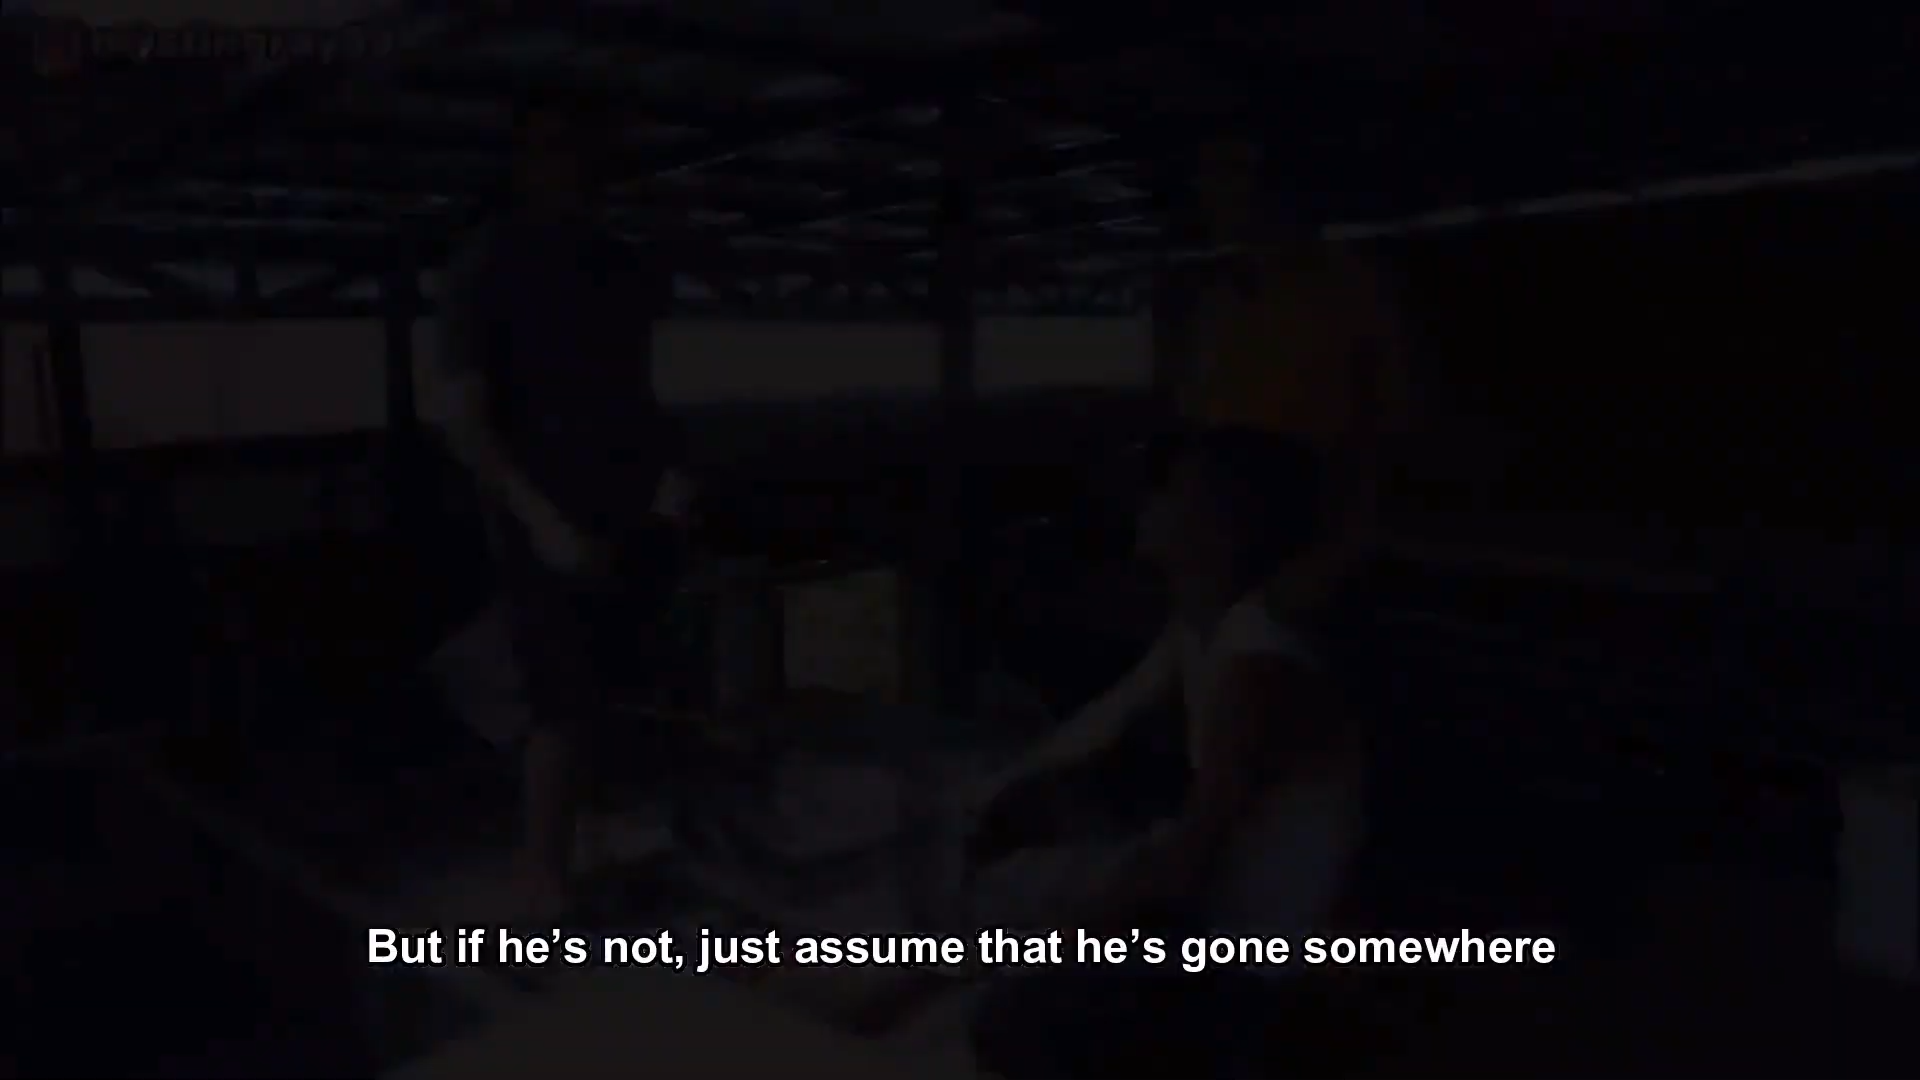 But if he’s not, just assume that he’s gone somewhere